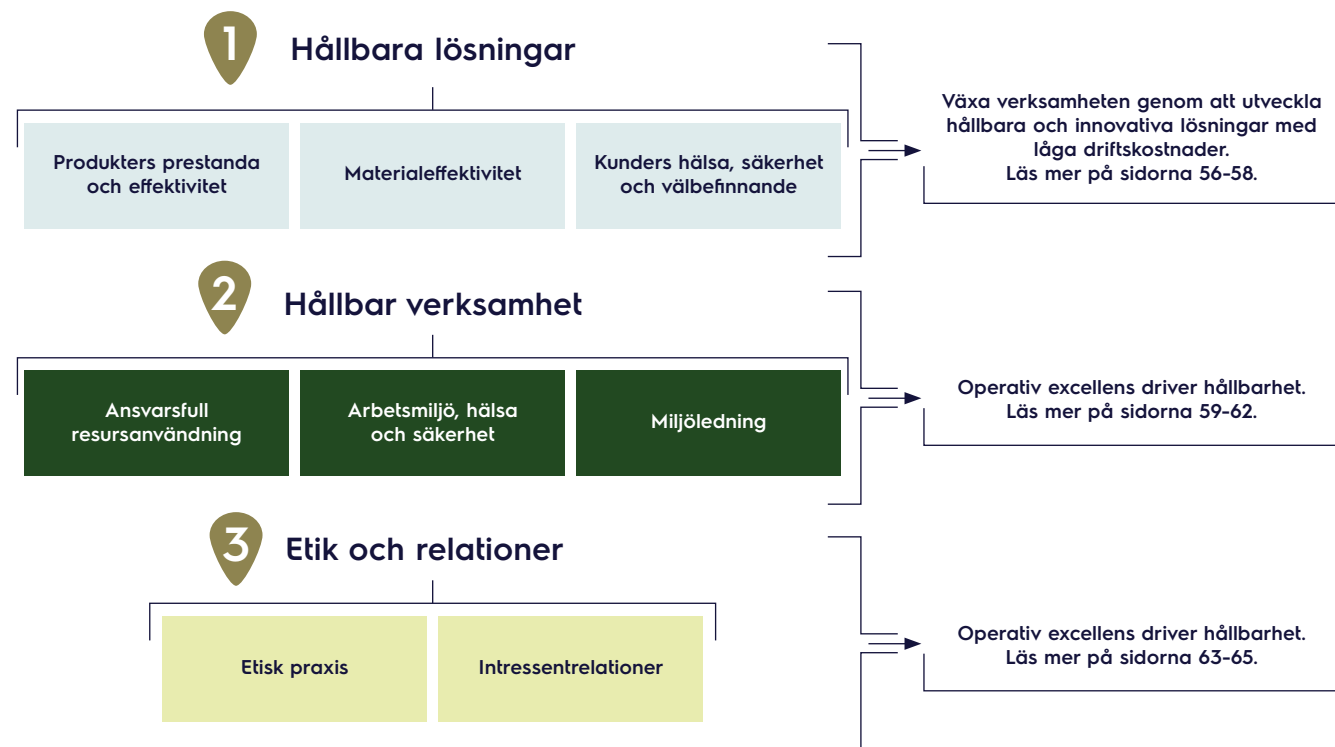 1
Hållbara lösningar
Produkters prestanda
och effektivitet
Materialeffektivitet
Kunders hälsa, säkerhet
och välbefinnande
Växa verksamheten genom att utveckla
hållbara och innovativa lösningar med
låga driftskostnader.
Läs mer på sidorna 56-58.
2
Hållbar verksamhet
Ansvarsfull
resursanvändning
Arbetsmiljö, hälsa
och säkerhet
Miljöledning
Operativ excellens driver hållbarhet.
Läs mer på sidorna 59-62.
3
Etik och relationer
Etisk praxis
Intressentrelationer
Operativ excellens driver hållbarhet.
Läs mer på sidorna 63-65.